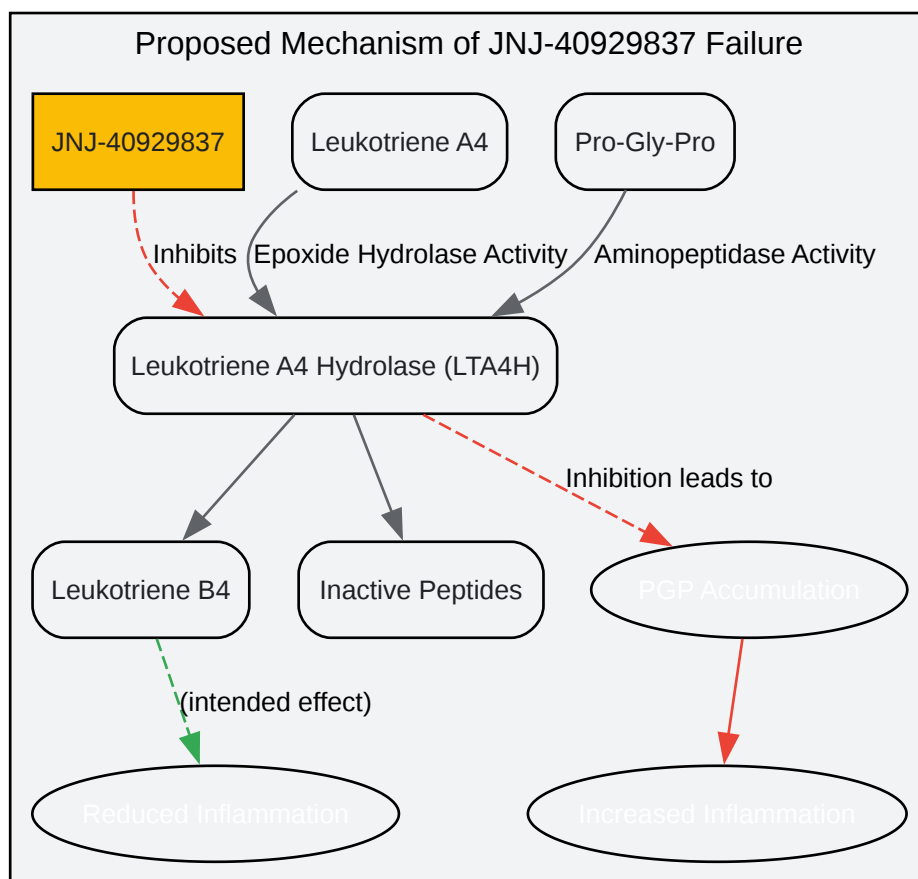 Proposed Mechanism of JNJ-40929837 Failure
JNJ-40929837
Leukotriene A4
Pro-Gly-Pro
Inhibits
Epoxide Hydrolase Activity
Aminopeptidase Activity
Leukotriene A4 Hydrolase (LTA4H)
Inhibition leads to
Leukotriene B4
Inactive Peptides
PGP Accumulation
(intended effect)
Reduced Inflammation
Increased Inflammation